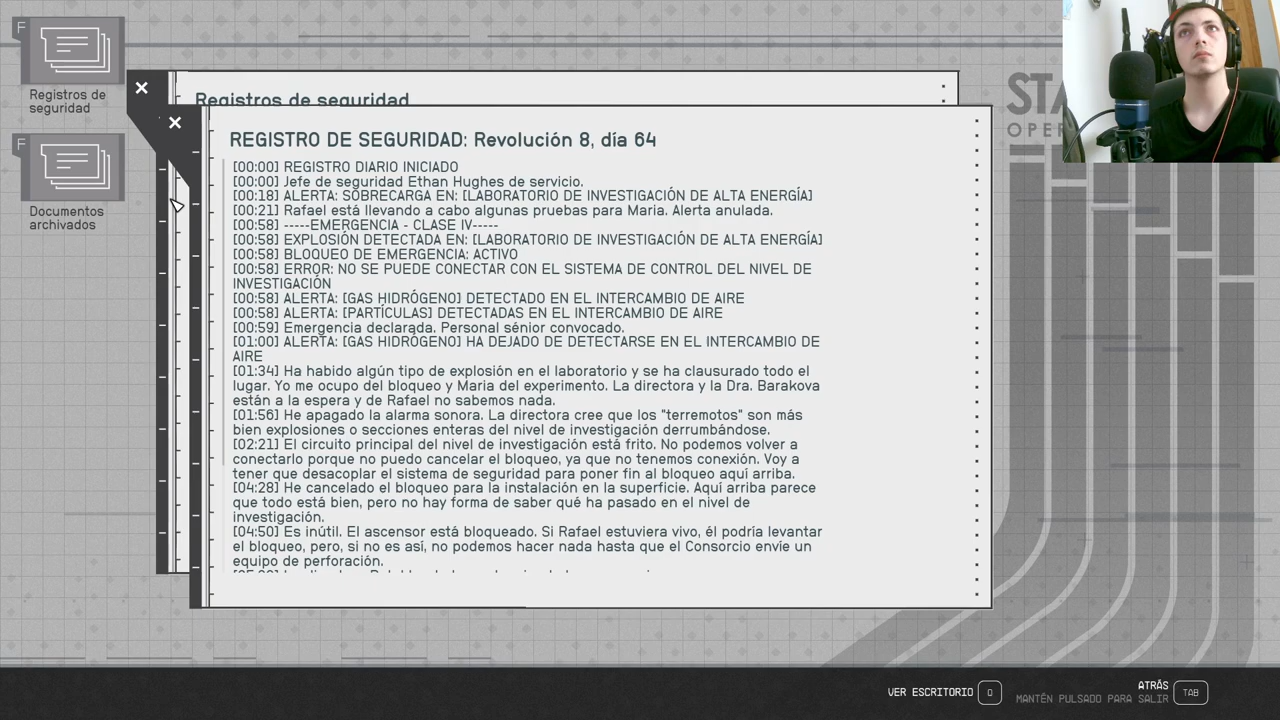 F
Registros de
seguridad
F
Documentos
archivados
Registros de seguridad
STA
OPER
REGISTRO DE SEGURIDAD: Revolución 8, día 64
[00:00] REGISTRO DIARIO INICIADO
[00:00] Jefe de seguridad Ethan Hughes de servicio.
[00:18] ALERTA: SOBRECARGA EN: [LABORATORIO DE INVESTIGACIÓN DE ALTA ENERGÍA]
[00:21] Rafael está llevando a cabo algunas pruebas para Maria. Alerta anulada.
[00:58] -----EMERGENCIA - CLASE IV-----
[00:58] EXPLOSIÓN DETECTADA EN: [LABORATORIO DE INVESTIGACIÓN DE ALTA ENERGÍA]
[00:58] BLOQUEO DE EMERGENCIA: ACTIVO
[00:58] ERROR: NO SE PUEDE CONECTAR CON EL SISTEMA DE CONTROL DEL NIVEL DE
INVESTIGACIÓN
[00:58] ALERTA: [GAS HIDRÓGENO] DETECTADO EN EL INTERCAMBIO DE AIRE
[00:58] ALERTA: [PARTÍCULAS] DETECTADAS EN EL INTERCAMBIO DE AIRE
[00:59] Emergencia declarada. Personal sénior convocado.
[01:00] ALERTA: [GAS HIDRÓGENO] HA DEJADO DE DETECTARSE EN EL INTERCAMBIO DE
AIRE
[01:34] Ha habido algún tipo de explosión en el laboratorio y se ha clausurado todo el
lugar. Yo me ocupo del bloqueo y Maria del experimento. La directora y la Dra. Barakova
están a la espera y de Rafael no sabemos nada.
[01:56] He apagado la alarma sonora. La directora cree que los "terremotos" son más
bien explosiones o secciones enteras del nivel de investigación derrumbándose.
[02:21] El circuito principal del nivel de investigación está frito. No podemos volver a
conectarlo porque no puedo cancelar el bloqueo, ya que no tenemos conexión. Voy a
tener que desacoplar el sistema de seguridad para poner fin al bloqueo aquí arriba.
[04:28] He cancelado el bloqueo para la instalación en la superficie. Aquí arriba parece
que todo está bien, pero no hay forma de saber qué ha pasado en el nivel de
investigación.
[04:50] Es inútil. El ascensor está bloqueado. Si Rafael estuviera vivo, él podría levantar
el bloqueo, pero, si no es así, no podemos hacer nada hasta que el Consorcio envíe un
equipo de perforación.
VER ESCRITORIO Q
ATRÁS
MANTÉN PULSADO PARA SALIR TAB